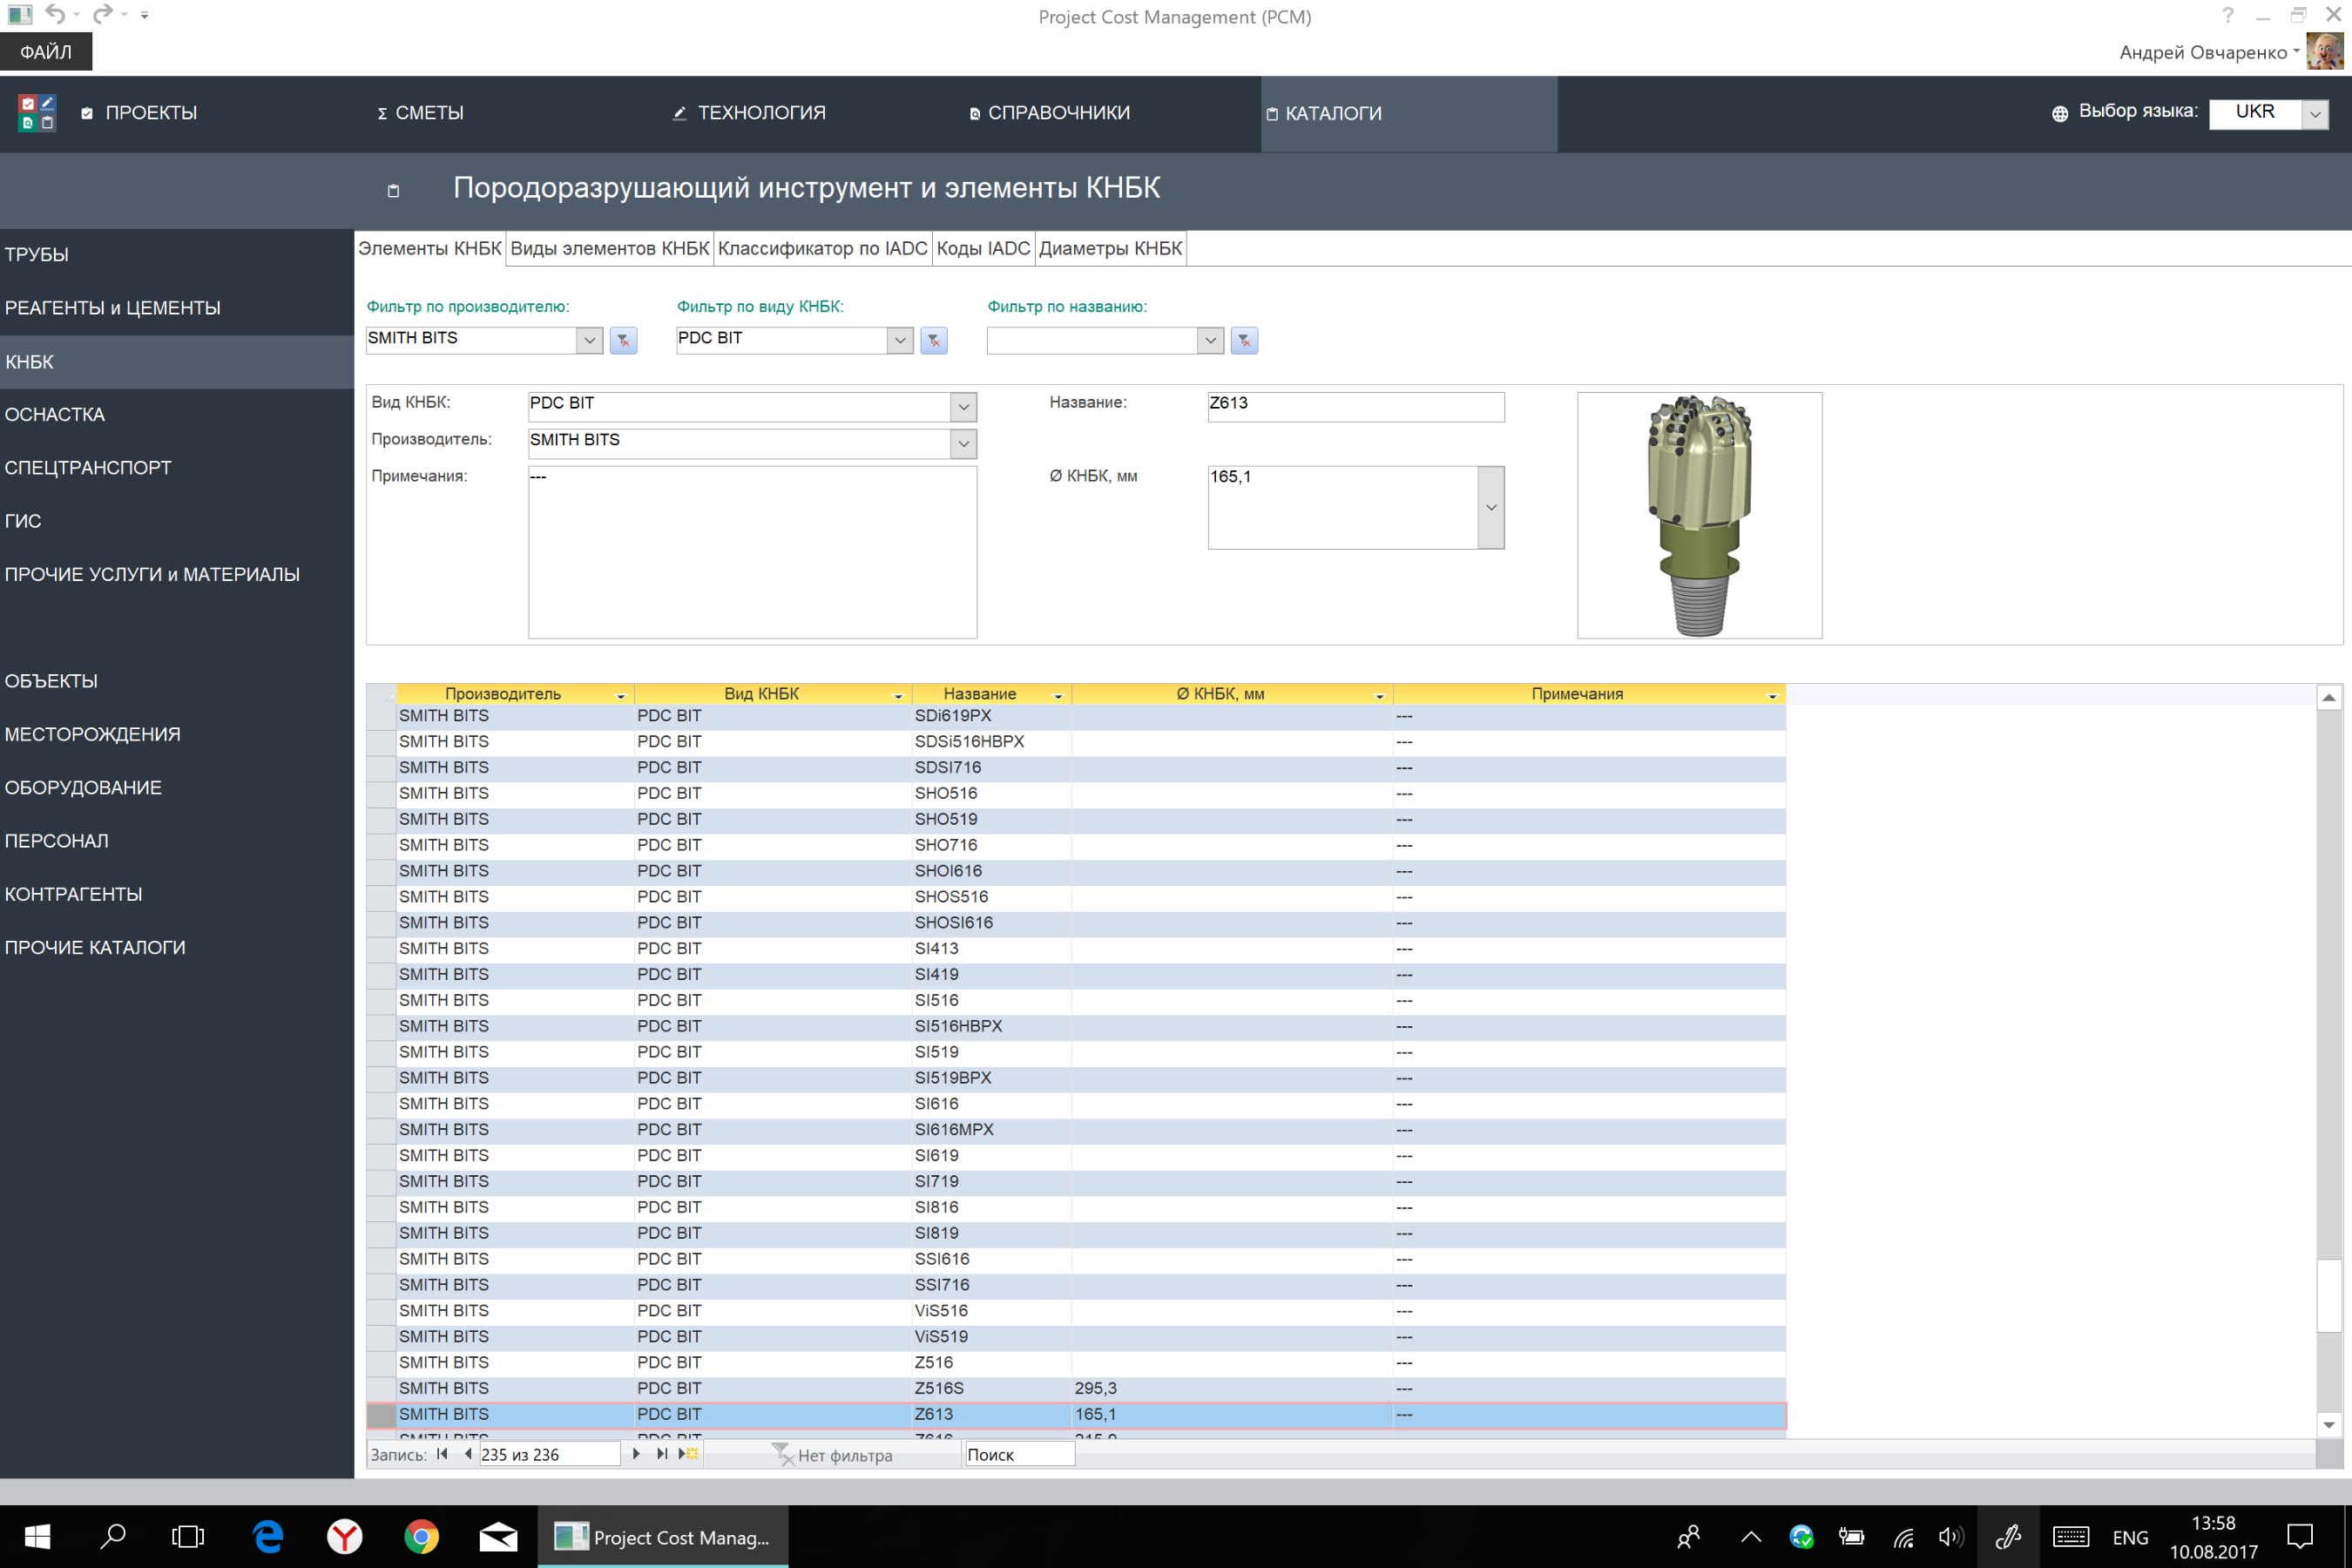 Project Cost Management (PCM)
ФАЙЛ
Андрей Овчаренко
ПРОЕКТЫ
Σ СМЕТЫ
ТЕХНОЛОГИЯ
СПРАВОЧНИКИ
КАТАЛОГИ
Выбор языка: UKR
Породоразрушающий инструмент и элементы КНБК
ТРУБЫ
РЕАГЕНТЫ и ЦЕМЕНТЫ
КНБК
ОСНАСТКА
СПЕЦТРАНСПОРТ
ГИС
ПРОЧИЕ УСЛУГИ и МАТЕРИАЛЫ
ОБЪЕКТЫ
МЕСТОРОЖДЕНИЯ
ОБОРУДОВАНИЕ
ПЕРСОНАЛ
КОНТРАГЕНТЫ
ПРОЧИЕ КАТАЛОГИ
Элементы КНБК Виды элементов КНБК Классификатор по IADC Коды IADC Диаметры КНБК
Фильтр по производителю: Фильтр по виду КНБК: Фильтр по названию:
SMITH BITS PDC BIT
Вид КНБК: PDC BIT Название: Z613
Производитель: SMITH BITS
Примечания: --- Ø КНБК, мм 165,1
Производитель Вид КНБК Название Ø КНБК, мм Примечания
SMITH BITS PDC BIT SDi619PX ---
SMITH BITS PDC BIT SDSi516HBPX ---
SMITH BITS PDC BIT SDSI716 ---
SMITH BITS PDC BIT SHO516 ---
SMITH BITS PDC BIT SHO519 ---
SMITH BITS PDC BIT SHO716 ---
SMITH BITS PDC BIT SHOI616 ---
SMITH BITS PDC BIT SHOS516 ---
SMITH BITS PDC BIT SHOSI616 ---
SMITH BITS PDC BIT SI413 ---
SMITH BITS PDC BIT SI419 ---
SMITH BITS PDC BIT SI516 ---
SMITH BITS PDC BIT SI516HBPX ---
SMITH BITS PDC BIT SI519 ---
SMITH BITS PDC BIT SI519BPX ---
SMITH BITS PDC BIT SI616 ---
SMITH BITS PDC BIT SI616MPX ---
SMITH BITS PDC BIT SI619 ---
SMITH BITS PDC BIT SI719 ---
SMITH BITS PDC BIT SI816 ---
SMITH BITS PDC BIT SI819 ---
SMITH BITS PDC BIT SSI616 ---
SMITH BITS PDC BIT SSI716 ---
SMITH BITS PDC BIT ViS516 ---
SMITH BITS PDC BIT ViS519 ---
SMITH BITS PDC BIT Z516 ---
SMITH BITS PDC BIT Z516S 295,3 ---
SMITH BITS PDC BIT Z613 165,1 ---
SMITH BITS PDC BIT Z616 215,9
Запись: 235 из 236 Нет фильтра Поиск
Project Cost Manag...
ENG
13:58
10.08.2017